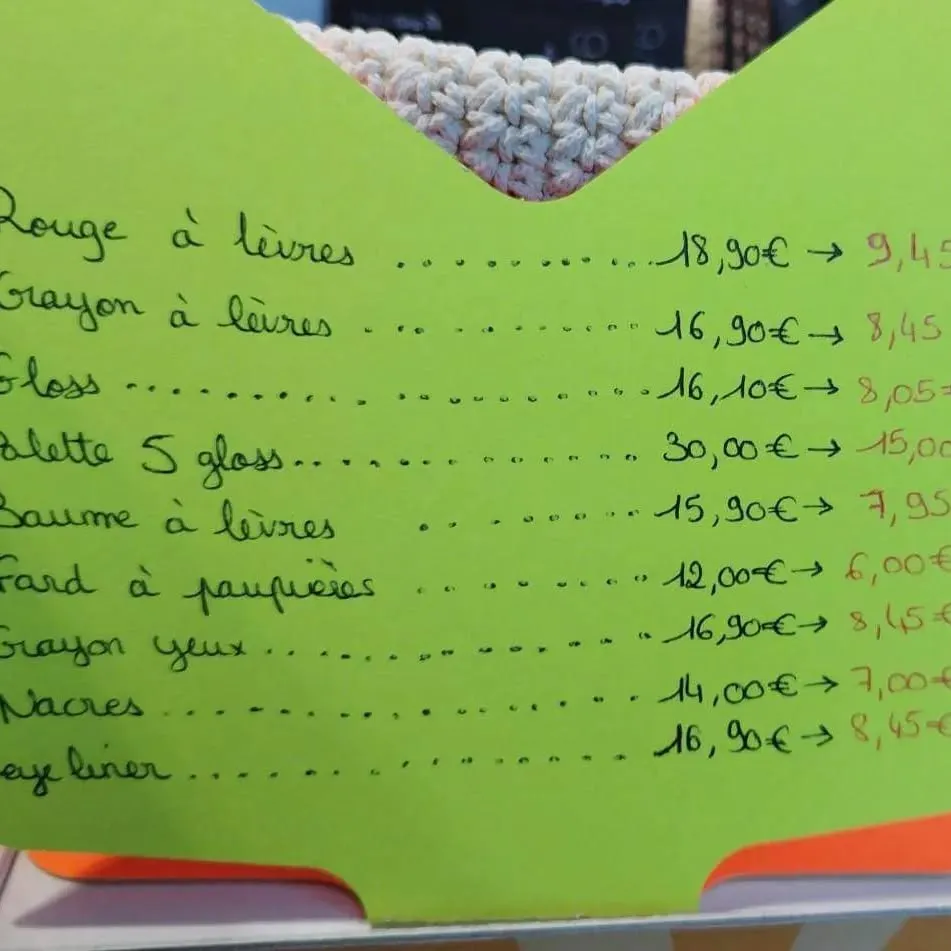 Rouge à lèvres ............ 18,90€ → 9,45
Crayon à lèvres ............ 16,90€ → 8,45
Gloss ............ 16,10€ → 8,05€
Palette 5 gloss ............ 30,00€ → 15,00
Baume à lèvres ............ 15,90€ → 7,95
Fard à paupières ............ 12,00€ → 6,00€
Crayon yeux ............ 16,90€ → 8,45€
Nacres ............ 14,00€ → 7,00€
eye liner ............ 16,90€ → 8,45€